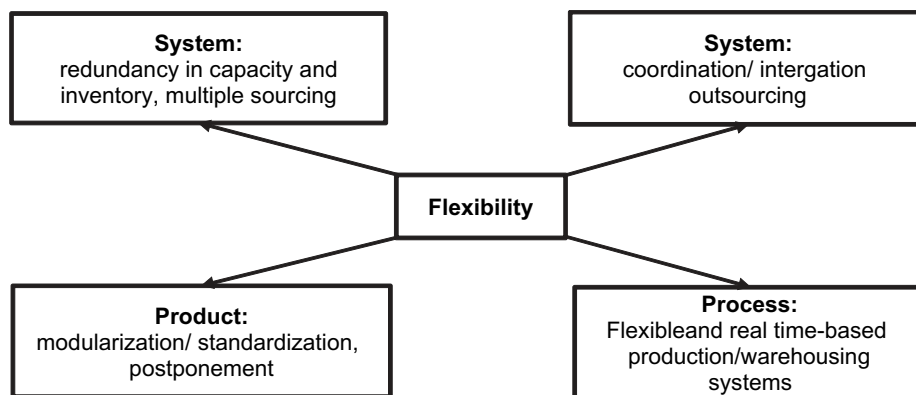 System:
redundancy in capacity and
inventory, multiple sourcing
System:
coordination/ intergation
outsourcing
Flexibility
Product:
modularization/ standardization,
postponement
Process:
Flexibleand real time-based
production/warehousing
systems